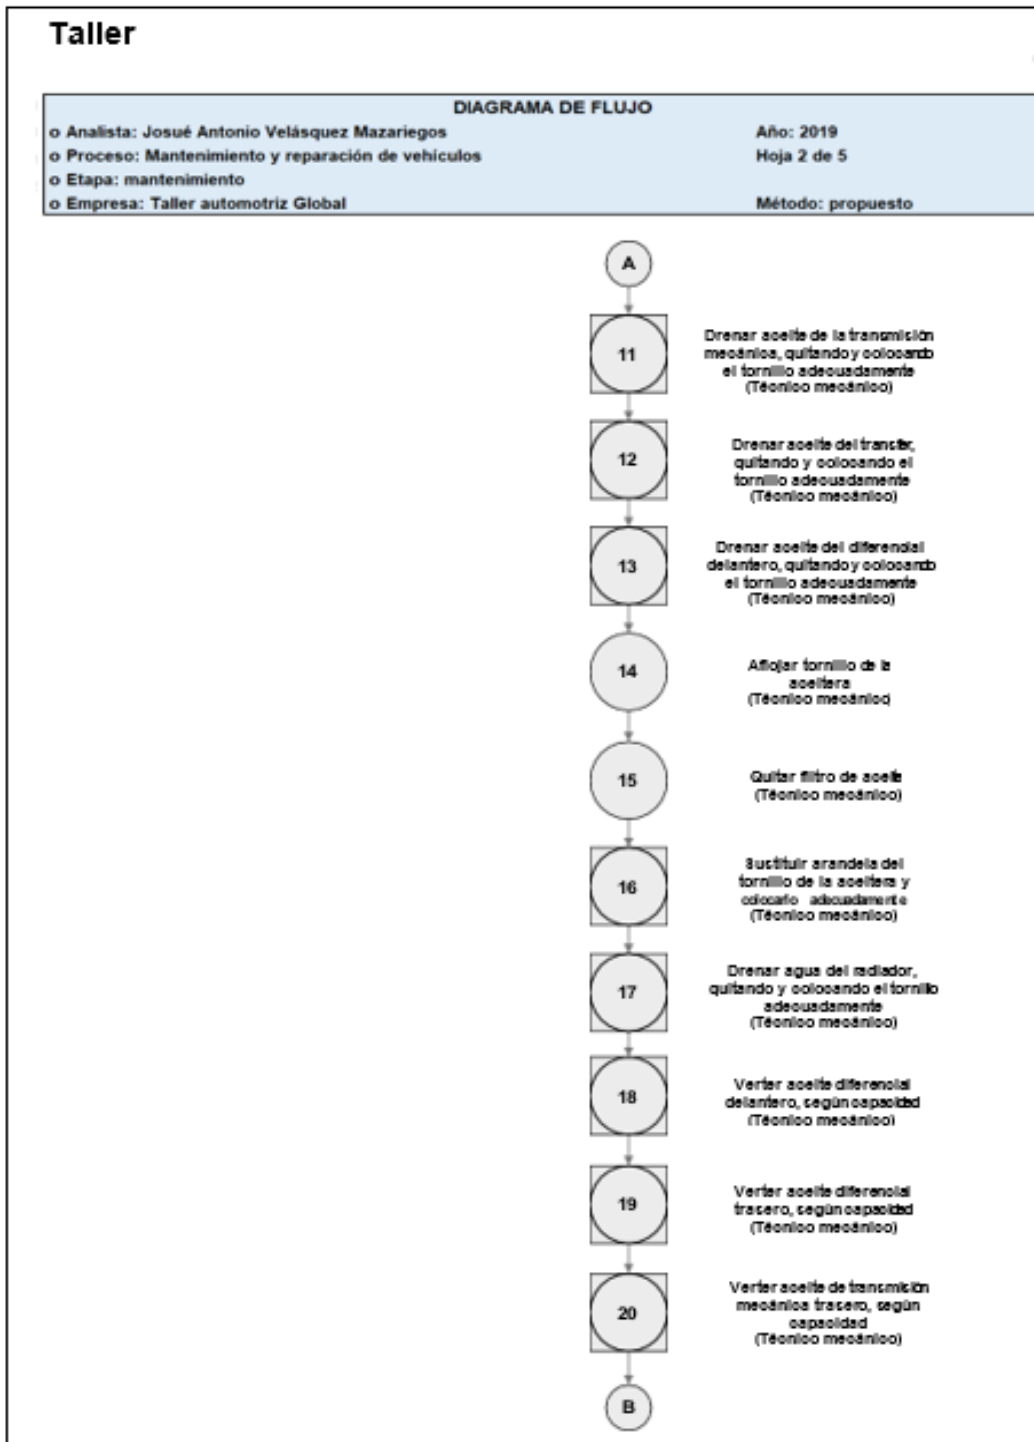 Taller
DIAGRAMA DE FLUJO
o Analista: Josué Antonio Velásquez Mazariegos Año: 2019
o Proceso: Mantenimiento y reparación de vehículos Hoja 2 de 5
o Etapa: mantenimiento
o Empresa: Taller automotriz Global Método: propuesto
A
11
Drenar aceite de la transmisión
mecánica, quitando y colocando
el tornillo adecuadamente
(Técnico mecánico)
12
Drenar aceite del transfer,
quitando y colocando el
tornillo adecuadamente
(Técnico mecánico)
13
Drenar aceite del diferencial
delantero, quitando y colocando
el tornillo adecuadamente
(Técnico mecánico)
14
Aflojar tornillo de la
aceitera
(Técnico mecánico)
15
Quitar filtro de aceite
(Técnico mecánico)
16
Sustituir arandela del
tornillo de la aceitera y
colocarlo adecuadamente
(Técnico mecánico)
17
Drenar agua del radiador,
quitando y colocando el tornillo
adecuadamente
(Técnico mecánico)
18
Verter aceite diferencial
delantero, según capacidad
(Técnico mecánico)
19
Verter aceite diferencial
trasero, según capacidad
(Técnico mecánico)
20
Verter aceite de transmisión
mecánica trasero, según
capacidad
(Técnico mecánico)
B